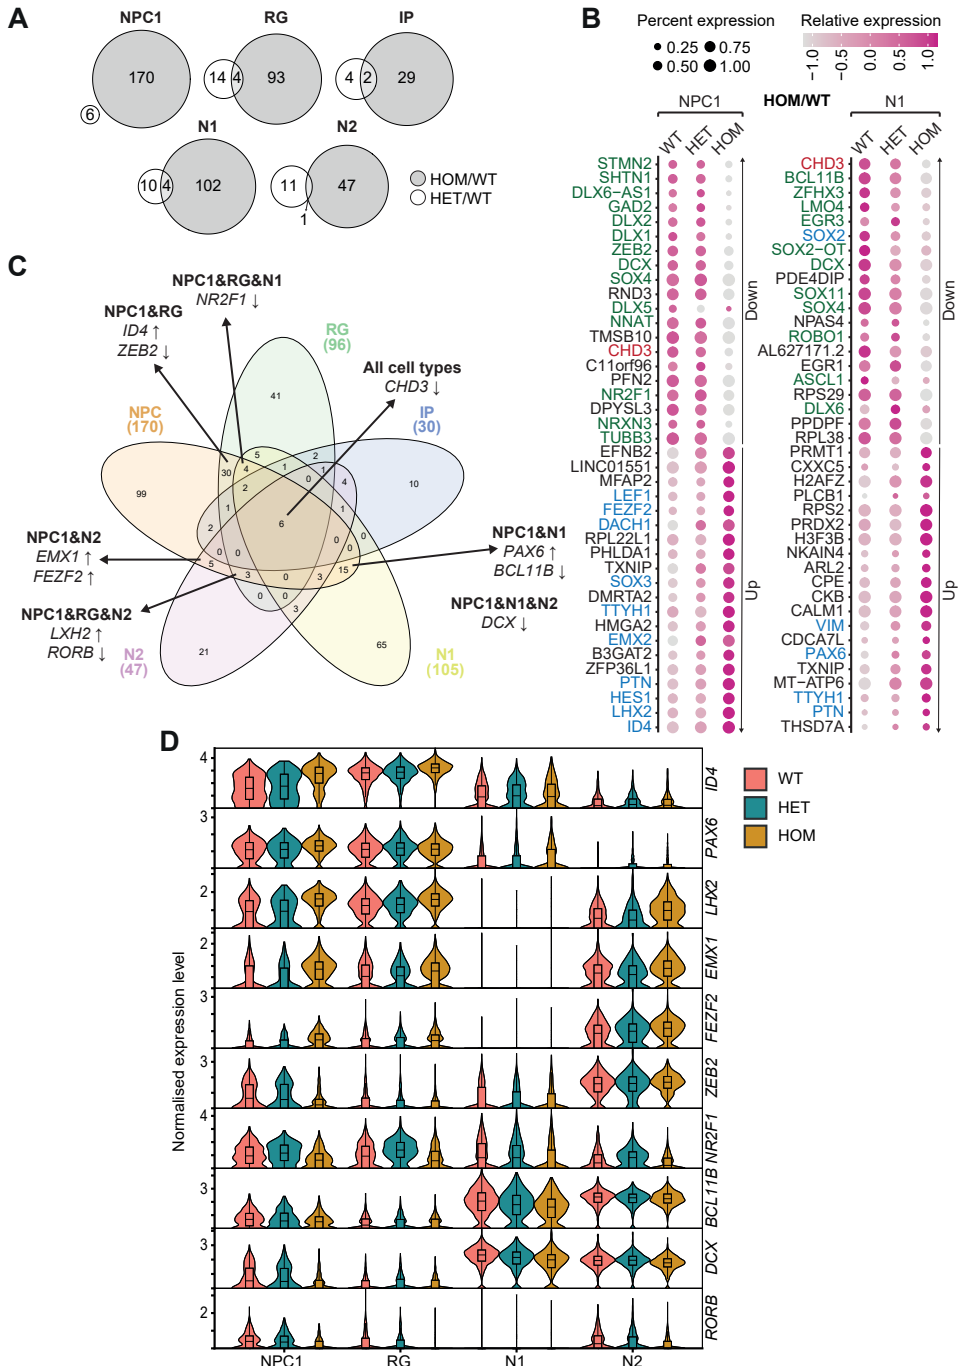 A
NPC1
RG
IP
170
6
14
4
93
4
2
29
N1
N2
10
4
102
11
1
47
HOM/WT
HET/WT
B
Percent expression
0.25
0.75
0.50
1.00
Relative expression
−1.0
−0.5
0.0
0.5
1.0
NPC1
HOM/WT
N1
WT
HET
HOM
WT
HET
HOM
STMN2
SHTN1
DLX6−AS1
GAD2
DLX2
DLX1
ZEB2
DCX
SOX4
RND3
DLX5
NNAT
TMSB10
CHD3
C11orf96
PFN2
NR2F1
DPYSL3
NRXN3
TUBB3
EFNB2
LINC01551
MFAP2
LEF1
FEZF2
DACH1
RPL22L1
PHLDA1
TXNIP
SOX3
DMRTA2
TTYH1
HMGA2
EMX2
B3GAT2
ZFP36L1
PTN
HES1
LHX2
ID4
Down
Up
CHD3
BCL11B
ZFHX3
LMO4
EGR3
SOX2
SOX2−OT
DCX
PDE4DIP
SOX11
SOX4
NPAS4
ROBO1
AL627171.2
EGR1
ASCL1
RPS29
DLX6
PPDPF
RPL38
PRMT1
CXXC5
H2AFZ
PLCB1
RPS2
PRDX2
H3F3B
NKAIN4
ARL2
CPE
CKB
CALM1
VIM
CDCA7L
PAX6
TXNIP
MT−ATP6
TTYH1
PTN
THSD7A
Down
Up
C
NPC1&RG&N1
NR2F1 ↓
NPC1&RG
ID4 ↑
ZEB2 ↓
RG
(96)
All cell types
CHD3 ↓
NPC
(170)
IP
(30)
41
5
2
30
4
1
1
4
10
2
0
99
1
1
2
6
0
0
0
0
0
5
15
3
0
3
0
0
3
21
65
NPC1&N2
EMX1 ↑
FEZF2 ↑
NPC1&N1
PAX6 ↑
BCL11B ↓
NPC1&RG&N2
LXH2 ↑
RORB ↓
NPC1&N1&N2
DCX ↓
N2
(47)
N1
(105)
D
Normalised expression level
4
ID4
3
PAX6
2
LHX2
2
EMX1
3
FEZF2
3
ZEB2
4
NR2F1
3
BCL11B
3
DCX
2
RORB
NPC1
RG
N1
N2
WT
HET
HOM